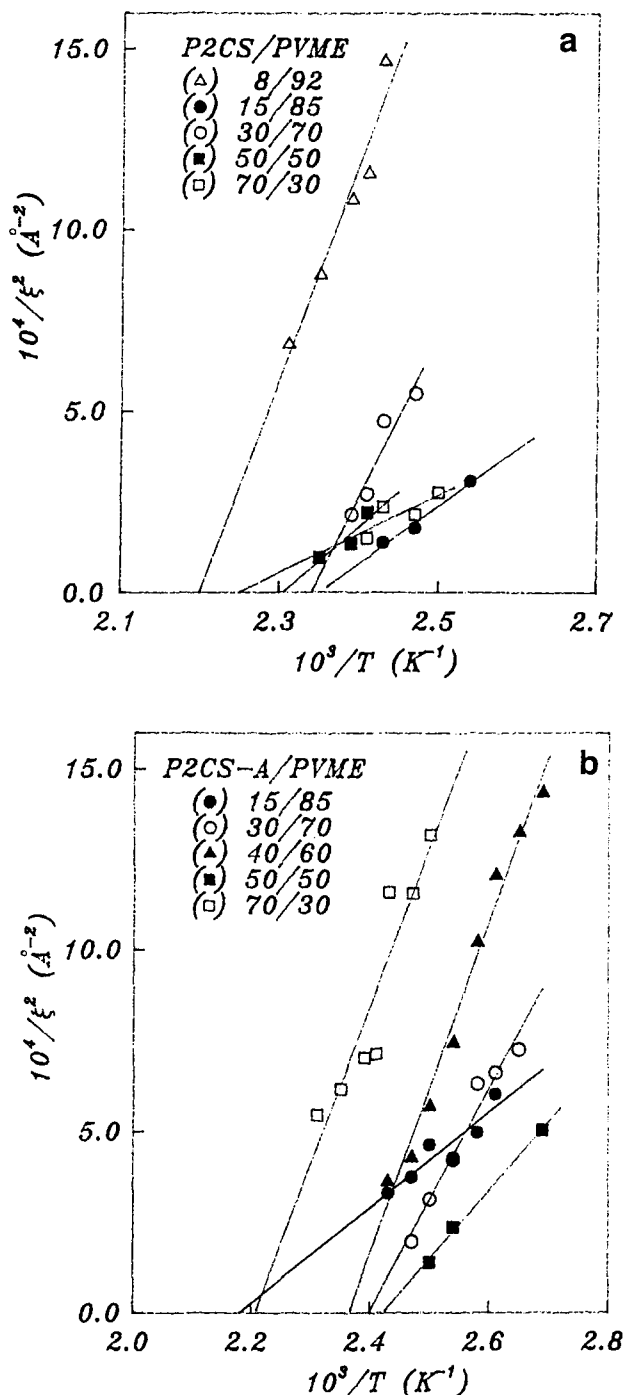 a
15.0
P2CS/PVME
(△) 8/92
(●) 15/85
(○) 30/70
(■) 50/50
(□) 70/30
10.0
5.0
0.0
10⁴/ξ² (Å⁻²)
2.1 2.3 2.5 2.7
10³/T (K⁻¹)
b
15.0
P2CS-A/PVME
(●) 15/85
(○) 30/70
(▲) 40/60
(■) 50/50
(□) 70/30
10.0
5.0
0.0
10⁴/ξ² (Å⁻²)
2.0 2.2 2.4 2.6 2.8
10³/T (K⁻¹)